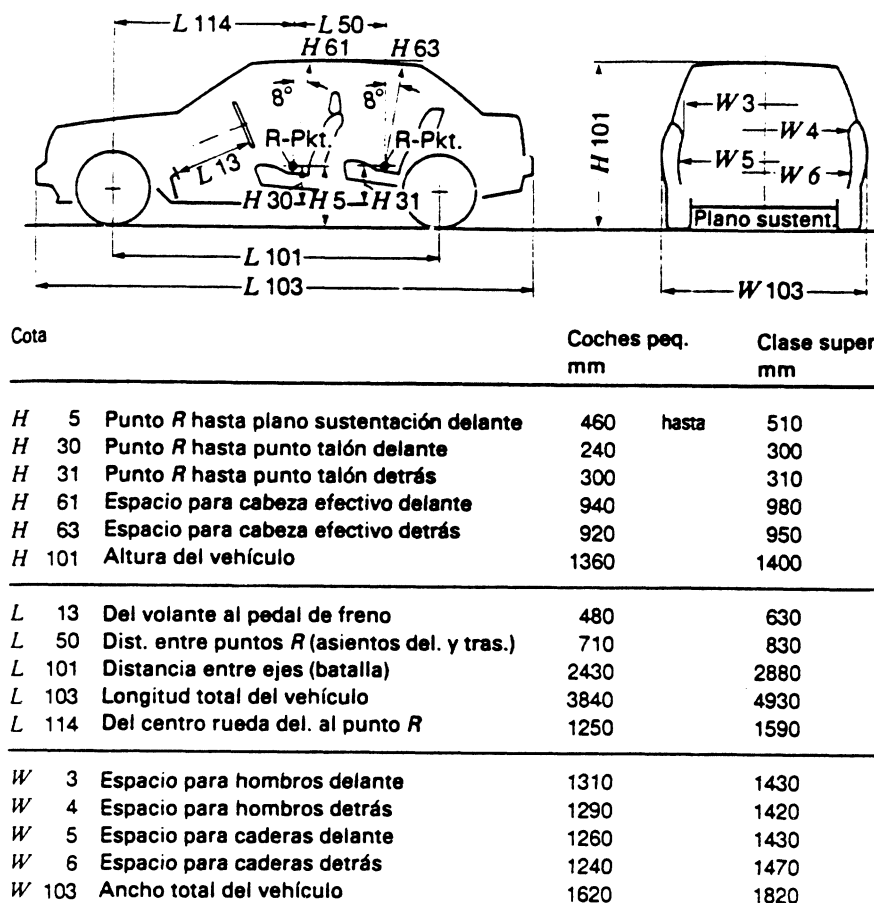 L 114 L 50
H 61 H 63
8° 8°
W 3
R-Pkt. R-Pkt.
W 4
H 101
L 13
W 5
W 6
H 30 H 5 H 31
Plano sustent.
L 101
L 103
W 103
Cota Coches peq. Clase super
mm mm
H 5 Punto R hasta plano sustentación delante 460 hasta 510
H 30 Punto R hasta punto talón delante 240 300
H 31 Punto R hasta punto talón detrás 300 310
H 61 Espacio para cabeza efectivo delante 940 980
H 63 Espacio para cabeza efectivo detrás 920 950
H 101 Altura del vehículo 1360 1400
L 13 Del volante al pedal de freno 480 630
L 50 Dist. entre puntos R (asientos del. y tras.) 710 830
L 101 Distancia entre ejes (batalla) 2430 2880
L 103 Longitud total del vehículo 3840 4930
L 114 Del centro rueda del. al punto R 1250 1590
W 3 Espacio para hombros delante 1310 1430
W 4 Espacio para hombros detrás 1290 1420
W 5 Espacio para caderas delante 1260 1430
W 6 Espacio para caderas detrás 1240 1470
W 103 Ancho total del vehículo 1620 1820